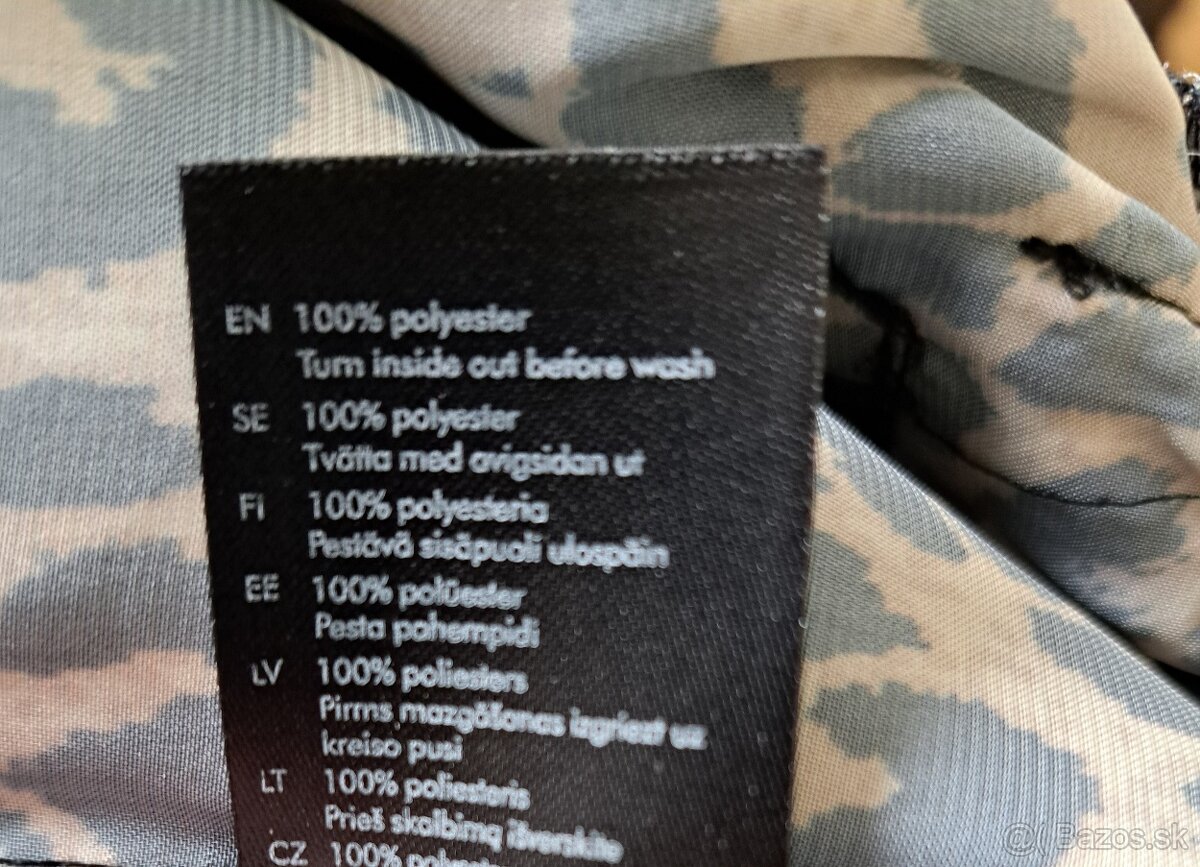 EN 100% polyester
Turn inside out before wash
SE 100% polyester
Tvätta med avigsidan ut
FI 100% polyesteria
Pestävä sisäpuoli ulospäin
EE 100% polüester
Pesta pahempidi
LV 100% poliesters
Pirms mazgāšanas izgriezt uz
kreiso pusi
LT 100% poliesteris
Prieš skalbimą išverskite
CZ 100%
© Bazos.sk